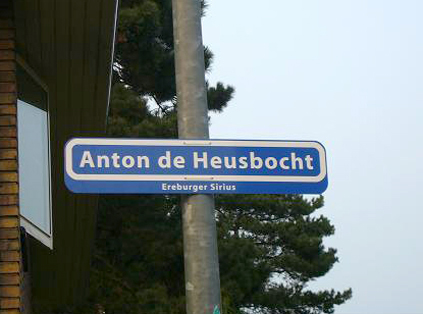 Anton de Heusbocht
Ereburger Sirius